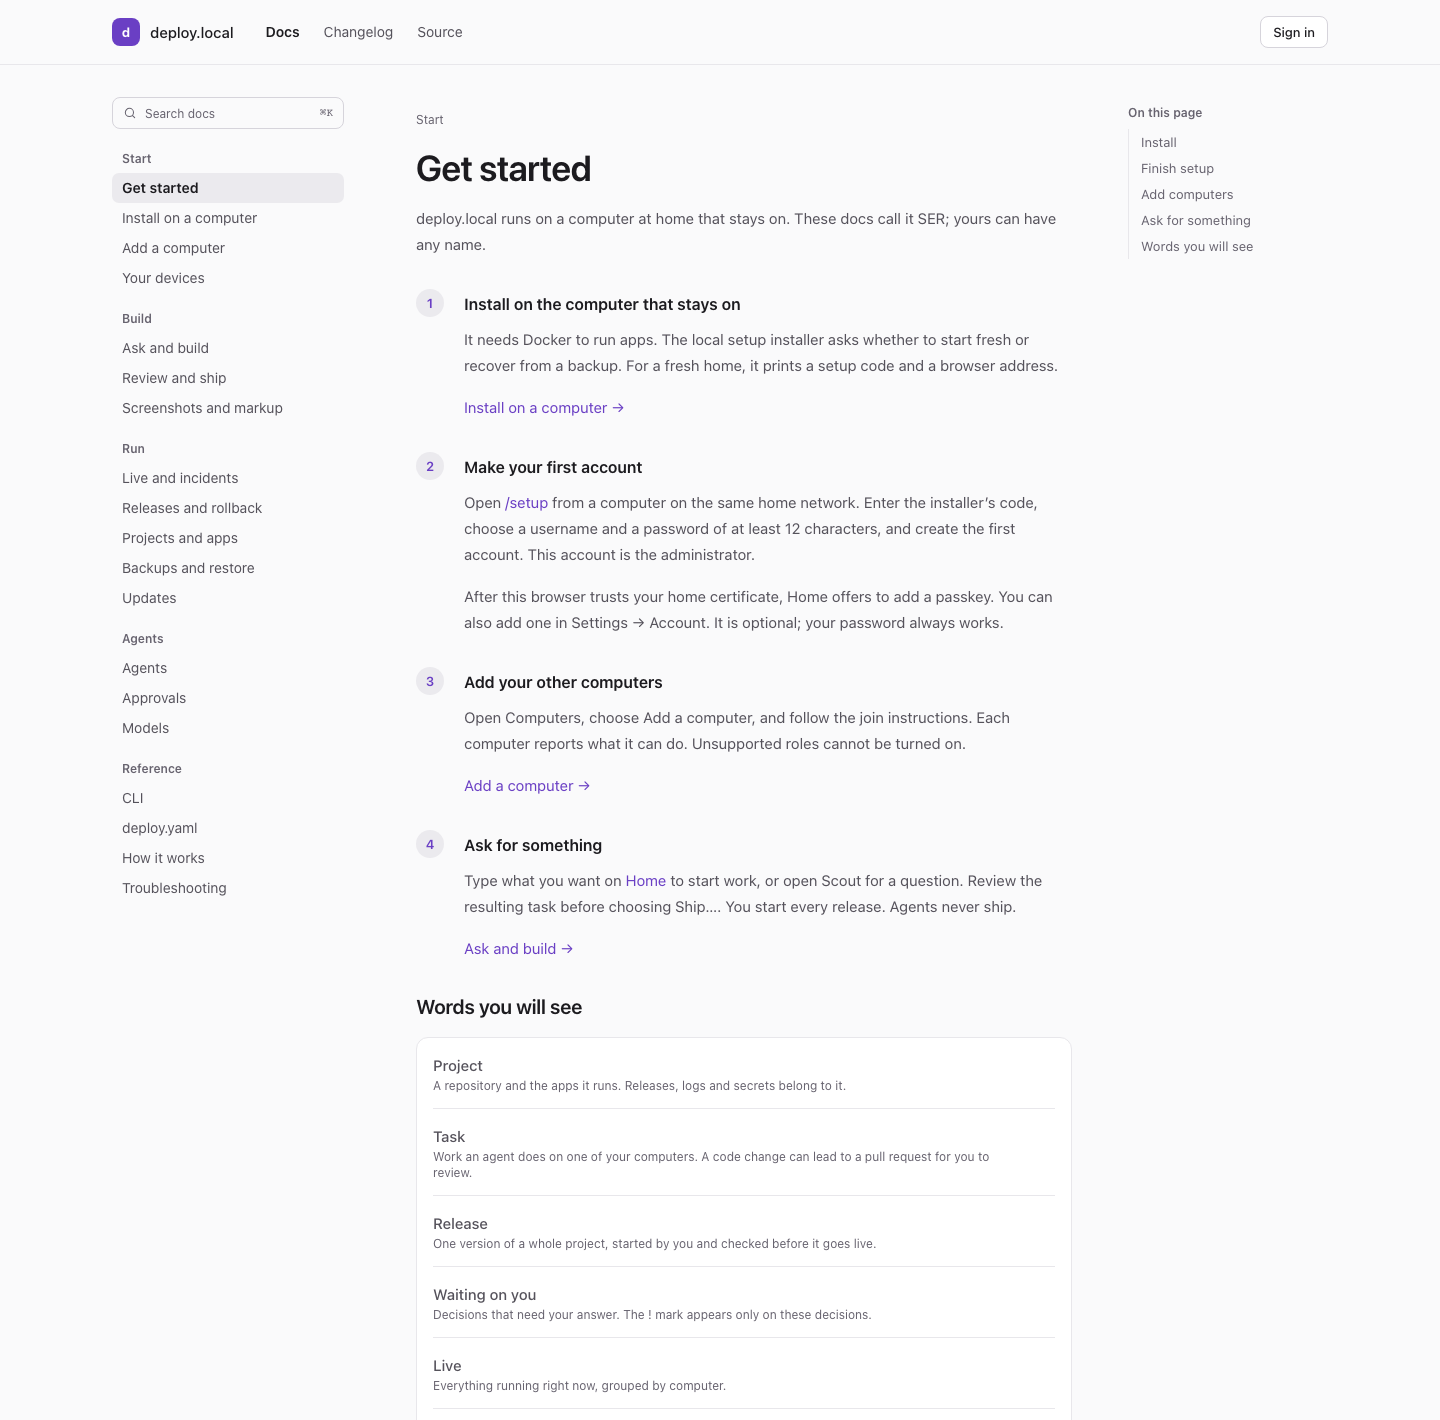 d deploy.local Docs Changelog Source Sign in
Search docs ⌘K
Start
Get started
Install on a computer
Add a computer
Your devices
Build
Ask and build
Review and ship
Screenshots and markup
Run
Live and incidents
Releases and rollback
Projects and apps
Backups and restore
Updates
Agents
Agents
Approvals
Models
Reference
CLI
deploy.yaml
How it works
Troubleshooting
Start
Get started
deploy.local runs on a computer at home that stays on. These docs call it SER; yours can have
any name.
1 Install on the computer that stays on
It needs Docker to run apps. The local setup installer asks whether to start fresh or
recover from a backup. For a fresh home, it prints a setup code and a browser address.
Install on a computer →
2 Make your first account
Open /setup from a computer on the same home network. Enter the installer’s code,
choose a username and a password of at least 12 characters, and create the first
account. This account is the administrator.
After this browser trusts your home certificate, Home offers to add a passkey. You can
also add one in Settings → Account. It is optional; your password always works.
3 Add your other computers
Open Computers, choose Add a computer, and follow the join instructions. Each
computer reports what it can do. Unsupported roles cannot be turned on.
Add a computer →
4 Ask for something
Type what you want on Home to start work, or open Scout for a question. Review the
resulting task before choosing Ship…. You start every release. Agents never ship.
Ask and build →
Words you will see
Project
A repository and the apps it runs. Releases, logs and secrets belong to it.
Task
Work an agent does on one of your computers. A code change can lead to a pull request for you to
review.
Release
One version of a whole project, started by you and checked before it goes live.
Waiting on you
Decisions that need your answer. The ! mark appears only on these decisions.
Live
Everything running right now, grouped by computer.
On this page
Install
Finish setup
Add computers
Ask for something
Words you will see